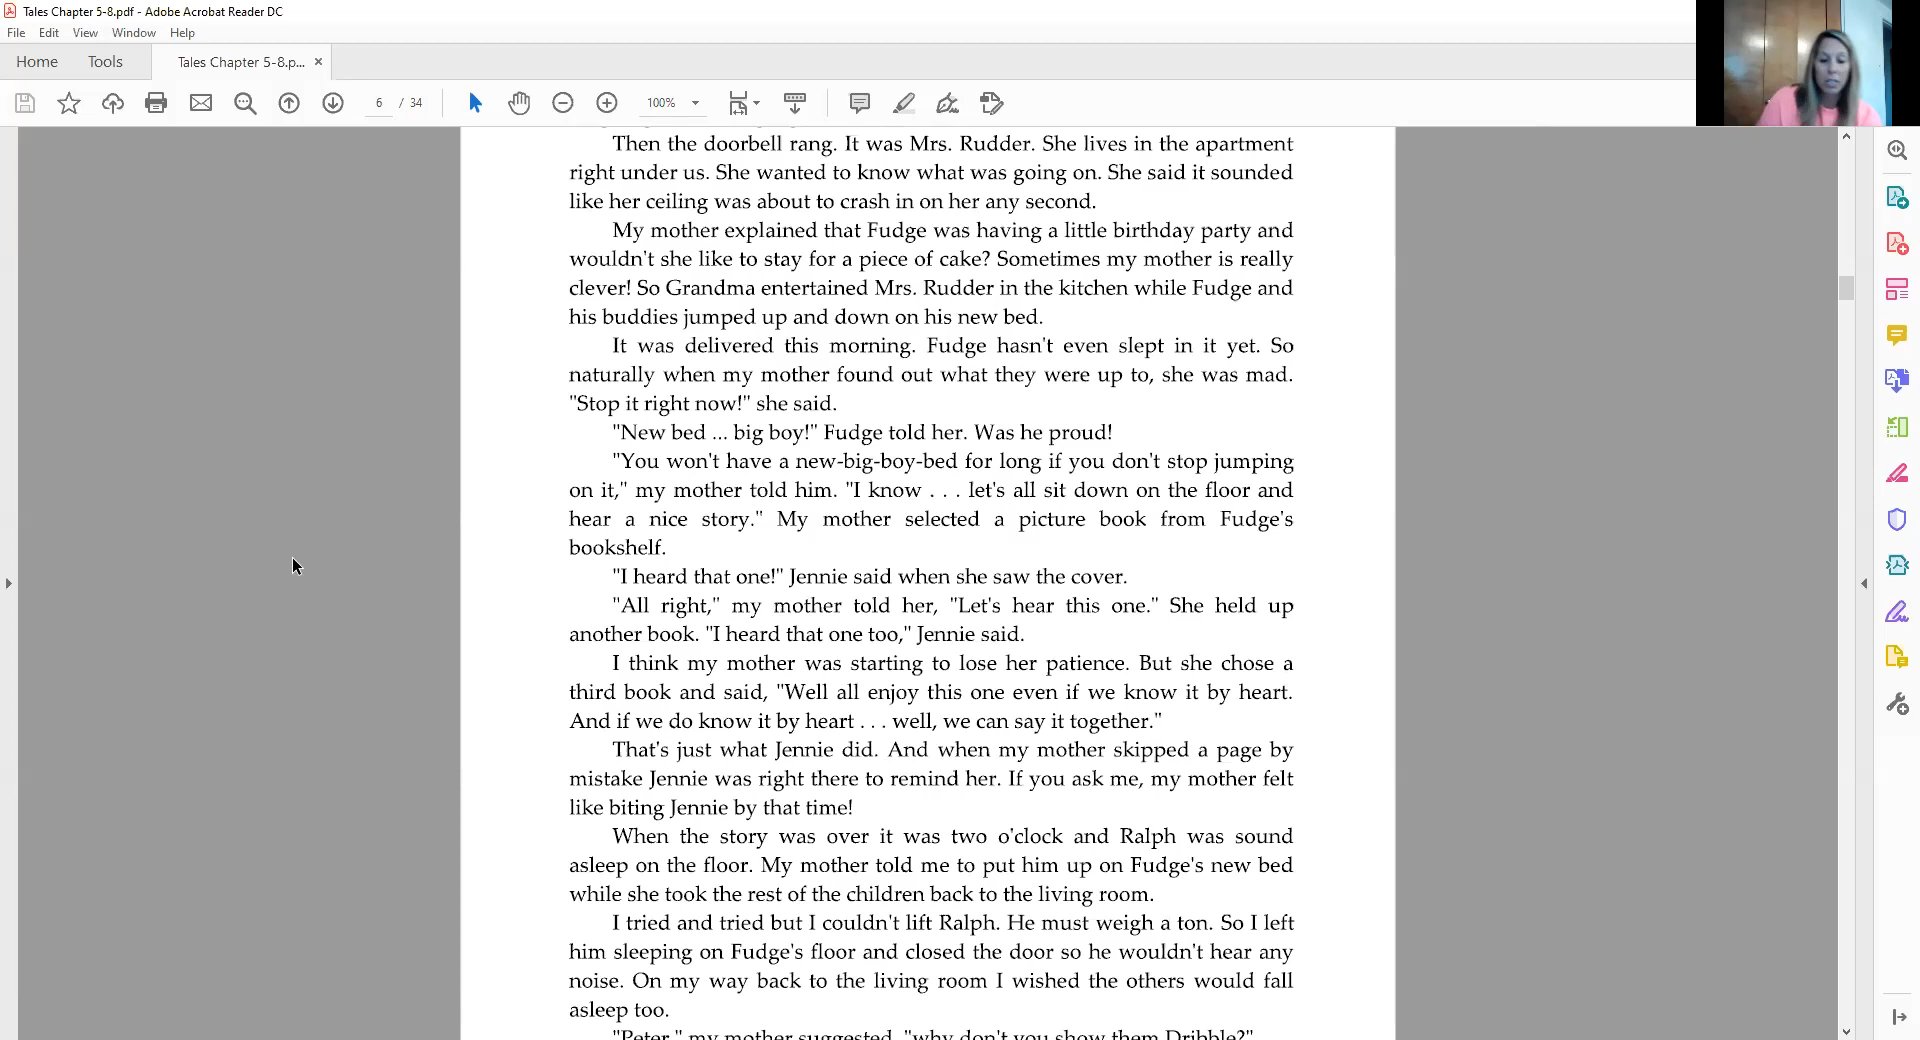 Tales Chapter 5-8.pdf - Adobe Acrobat Reader DC
File Edit View Window Help
Home Tools Tales Chapter 5-8.p... ×
6 / 34 100%
Then the doorbell rang. It was Mrs. Rudder. She lives in the apartment
right under us. She wanted to know what was going on. She said it sounded
like her ceiling was about to crash in on her any second.
My mother explained that Fudge was having a little birthday party and
wouldn't she like to stay for a piece of cake? Sometimes my mother is really
clever! So Grandma entertained Mrs. Rudder in the kitchen while Fudge and
his buddies jumped up and down on his new bed.
It was delivered this morning. Fudge hasn't even slept in it yet. So
naturally when my mother found out what they were up to, she was mad.
"Stop it right now!" she said.
"New bed ... big boy!" Fudge told her. Was he proud!
"You won't have a new-big-boy-bed for long if you don't stop jumping
on it," my mother told him. "I know . . . let's all sit down on the floor and
hear a nice story." My mother selected a picture book from Fudge's
bookshelf.
"I heard that one!" Jennie said when she saw the cover.
"All right," my mother told her, "Let's hear this one." She held up
another book. "I heard that one too," Jennie said.
I think my mother was starting to lose her patience. But she chose a
third book and said, "Well all enjoy this one even if we know it by heart.
And if we do know it by heart . . . well, we can say it together."
That's just what Jennie did. And when my mother skipped a page by
mistake Jennie was right there to remind her. If you ask me, my mother felt
like biting Jennie by that time!
When the story was over it was two o'clock and Ralph was sound
asleep on the floor. My mother told me to put him up on Fudge's new bed
while she took the rest of the children back to the living room.
I tried and tried but I couldn't lift Ralph. He must weigh a ton. So I left
him sleeping on Fudge's floor and closed the door so he wouldn't hear any
noise. On my way back to the living room I wished the others would fall
asleep too.
"Peter," my mother suggested, "why don't you show them Dribble?"